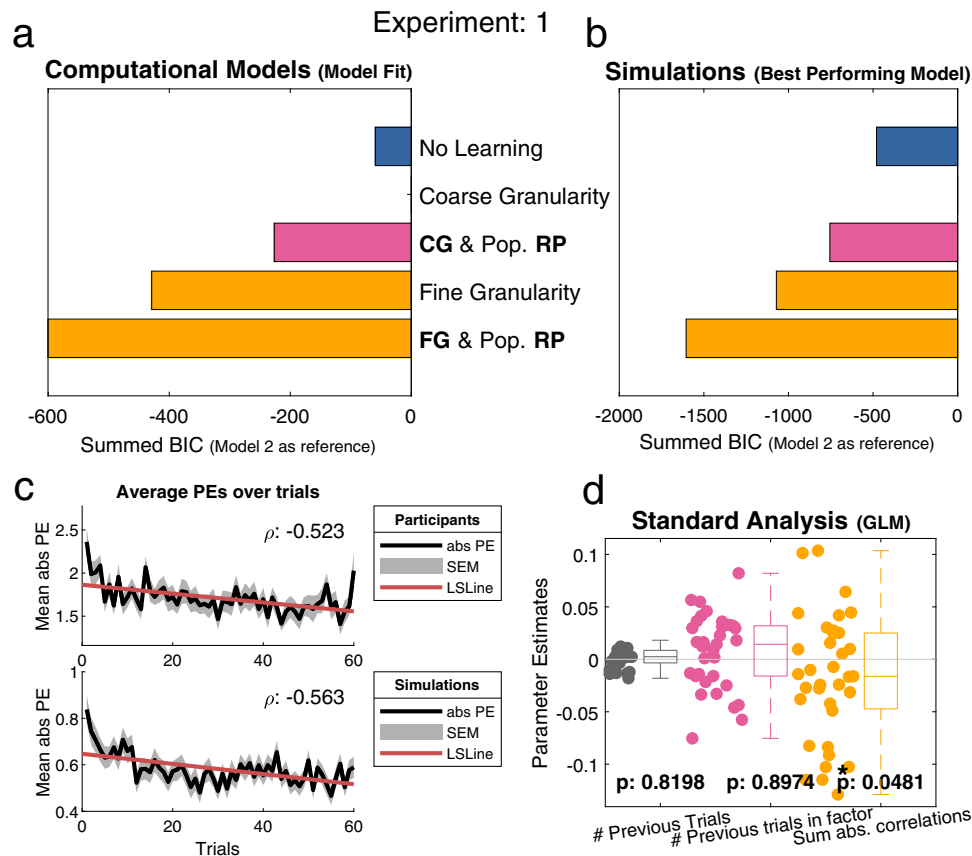 Experiment: 1
a
b
Computational Models (Model Fit)
Simulations (Best Performing Model)
No Learning
Coarse Granularity
CG & Pop. RP
Fine Granularity
FG & Pop. RP
-600 -400 -200 0
-2000 -1500 -1000 -500 0
Summed BIC (Model 2 as reference)
Summed BIC (Model 2 as reference)
c
Average PEs over trials
2.5
2
1.5
Mean abs PE
ρ: -0.523
0 20 40 60
Participants
abs PE
SEM
LSLine
1
0.8
0.6
0.4
Mean abs PE
ρ: -0.563
0 20 40 60
Trials
Simulations
abs PE
SEM
LSLine
d
Standard Analysis (GLM)
0.1
0.05
0
-0.05
-0.1
Parameter Estimates
*
p: 0.8198 p: 0.8974 p: 0.0481
# Previous Trials
# Previous trials in factor
Sum abs. correlations